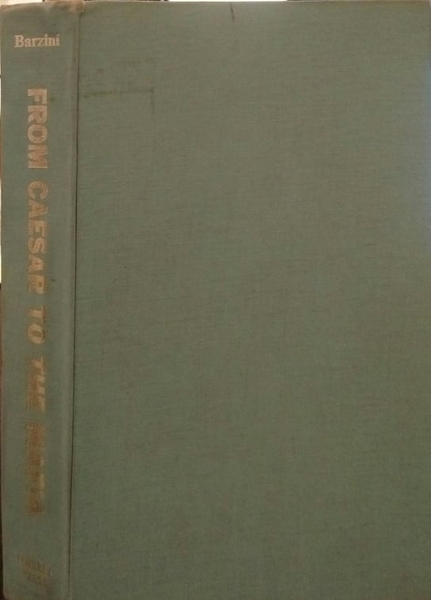 Barzini
FROM CAESAR TO THE MAFIA